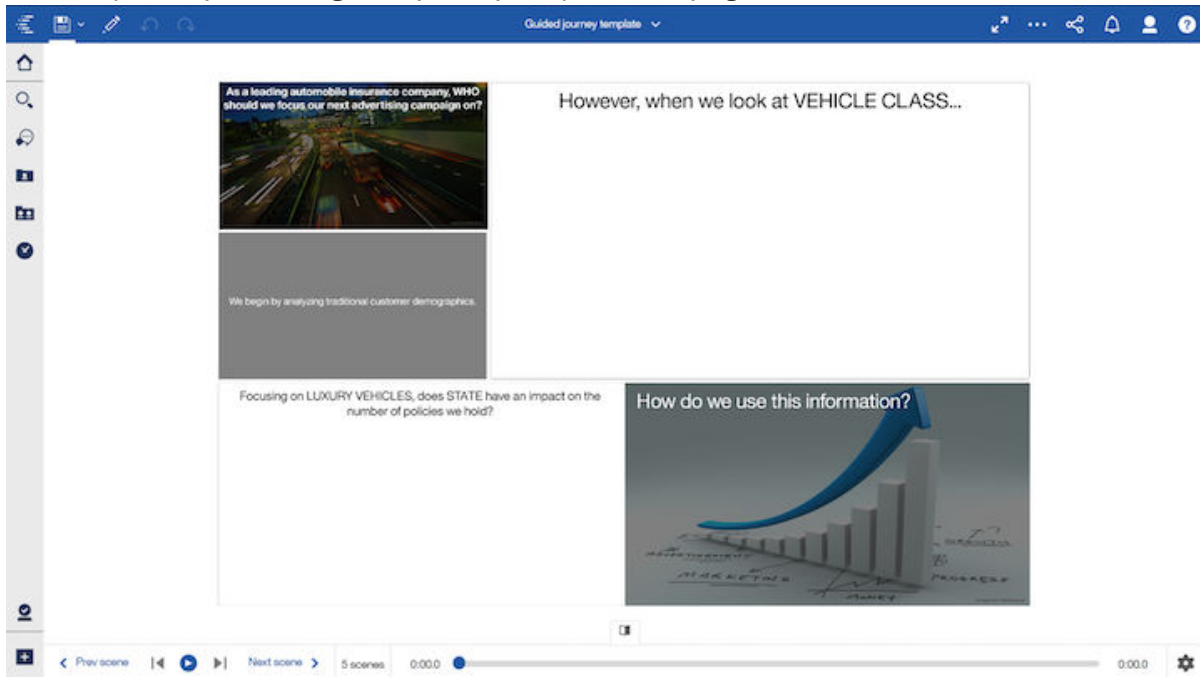 Guided journey template
As a leading automobile insurance company, WHO
should we focus our next advertising campaign on?
However, when we look at VEHICLE CLASS...
We begin by analyzing traditional customer demographics.
Focusing on LUXURY VEHICLES, does STATE have an impact on the
number of policies we hold?
How do we use this information?
MARKETING
MONEY
PROGRESS
Prev scene
Next scene
5 scenes
0:00.0
0:00.0